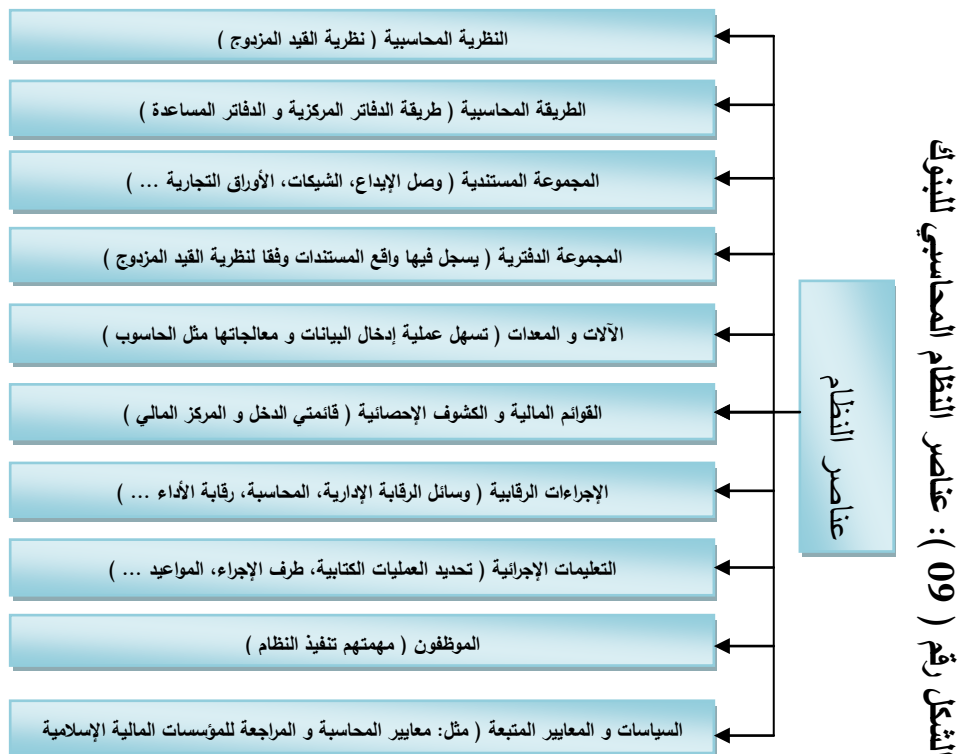 الشكل رقم ( 09 ): عناصر النظام المحاسبي للبنوك
عناصر النظام
النظرية المحاسبية ( نظرية القيد المزدوج )
الطريقة المحاسبية ( طريقة الدفاتر المركزية و الدفاتر المساعدة )
المجموعة المستندية ( وصل الإيداع، الشيكات، الأوراق التجارية ... )
المجموعة الدفترية ( يسجل فيها واقع المستندات وفقا لنظرية القيد المزدوج )
الآلات و المعدات ( تسهل عملية إدخال البيانات و معالجاتها مثل الحاسوب )
القوائم المالية و الكشوف الإحصائية ( قائمتي الدخل و المركز المالي )
الإجراءات الرقابية ( وسائل الرقابة الإدارية، المحاسبة، رقابة الأداء ... )
التعليمات الإجرائية ( تحديد العمليات الكتابية، طرف الإجراء، المواعيد ... )
الموظفون ( مهمتهم تنفيذ النظام )
السياسات و المعايير المتبعة ( مثل: معايير المحاسبة و المراجعة للمؤسسات المالية الإسلامية